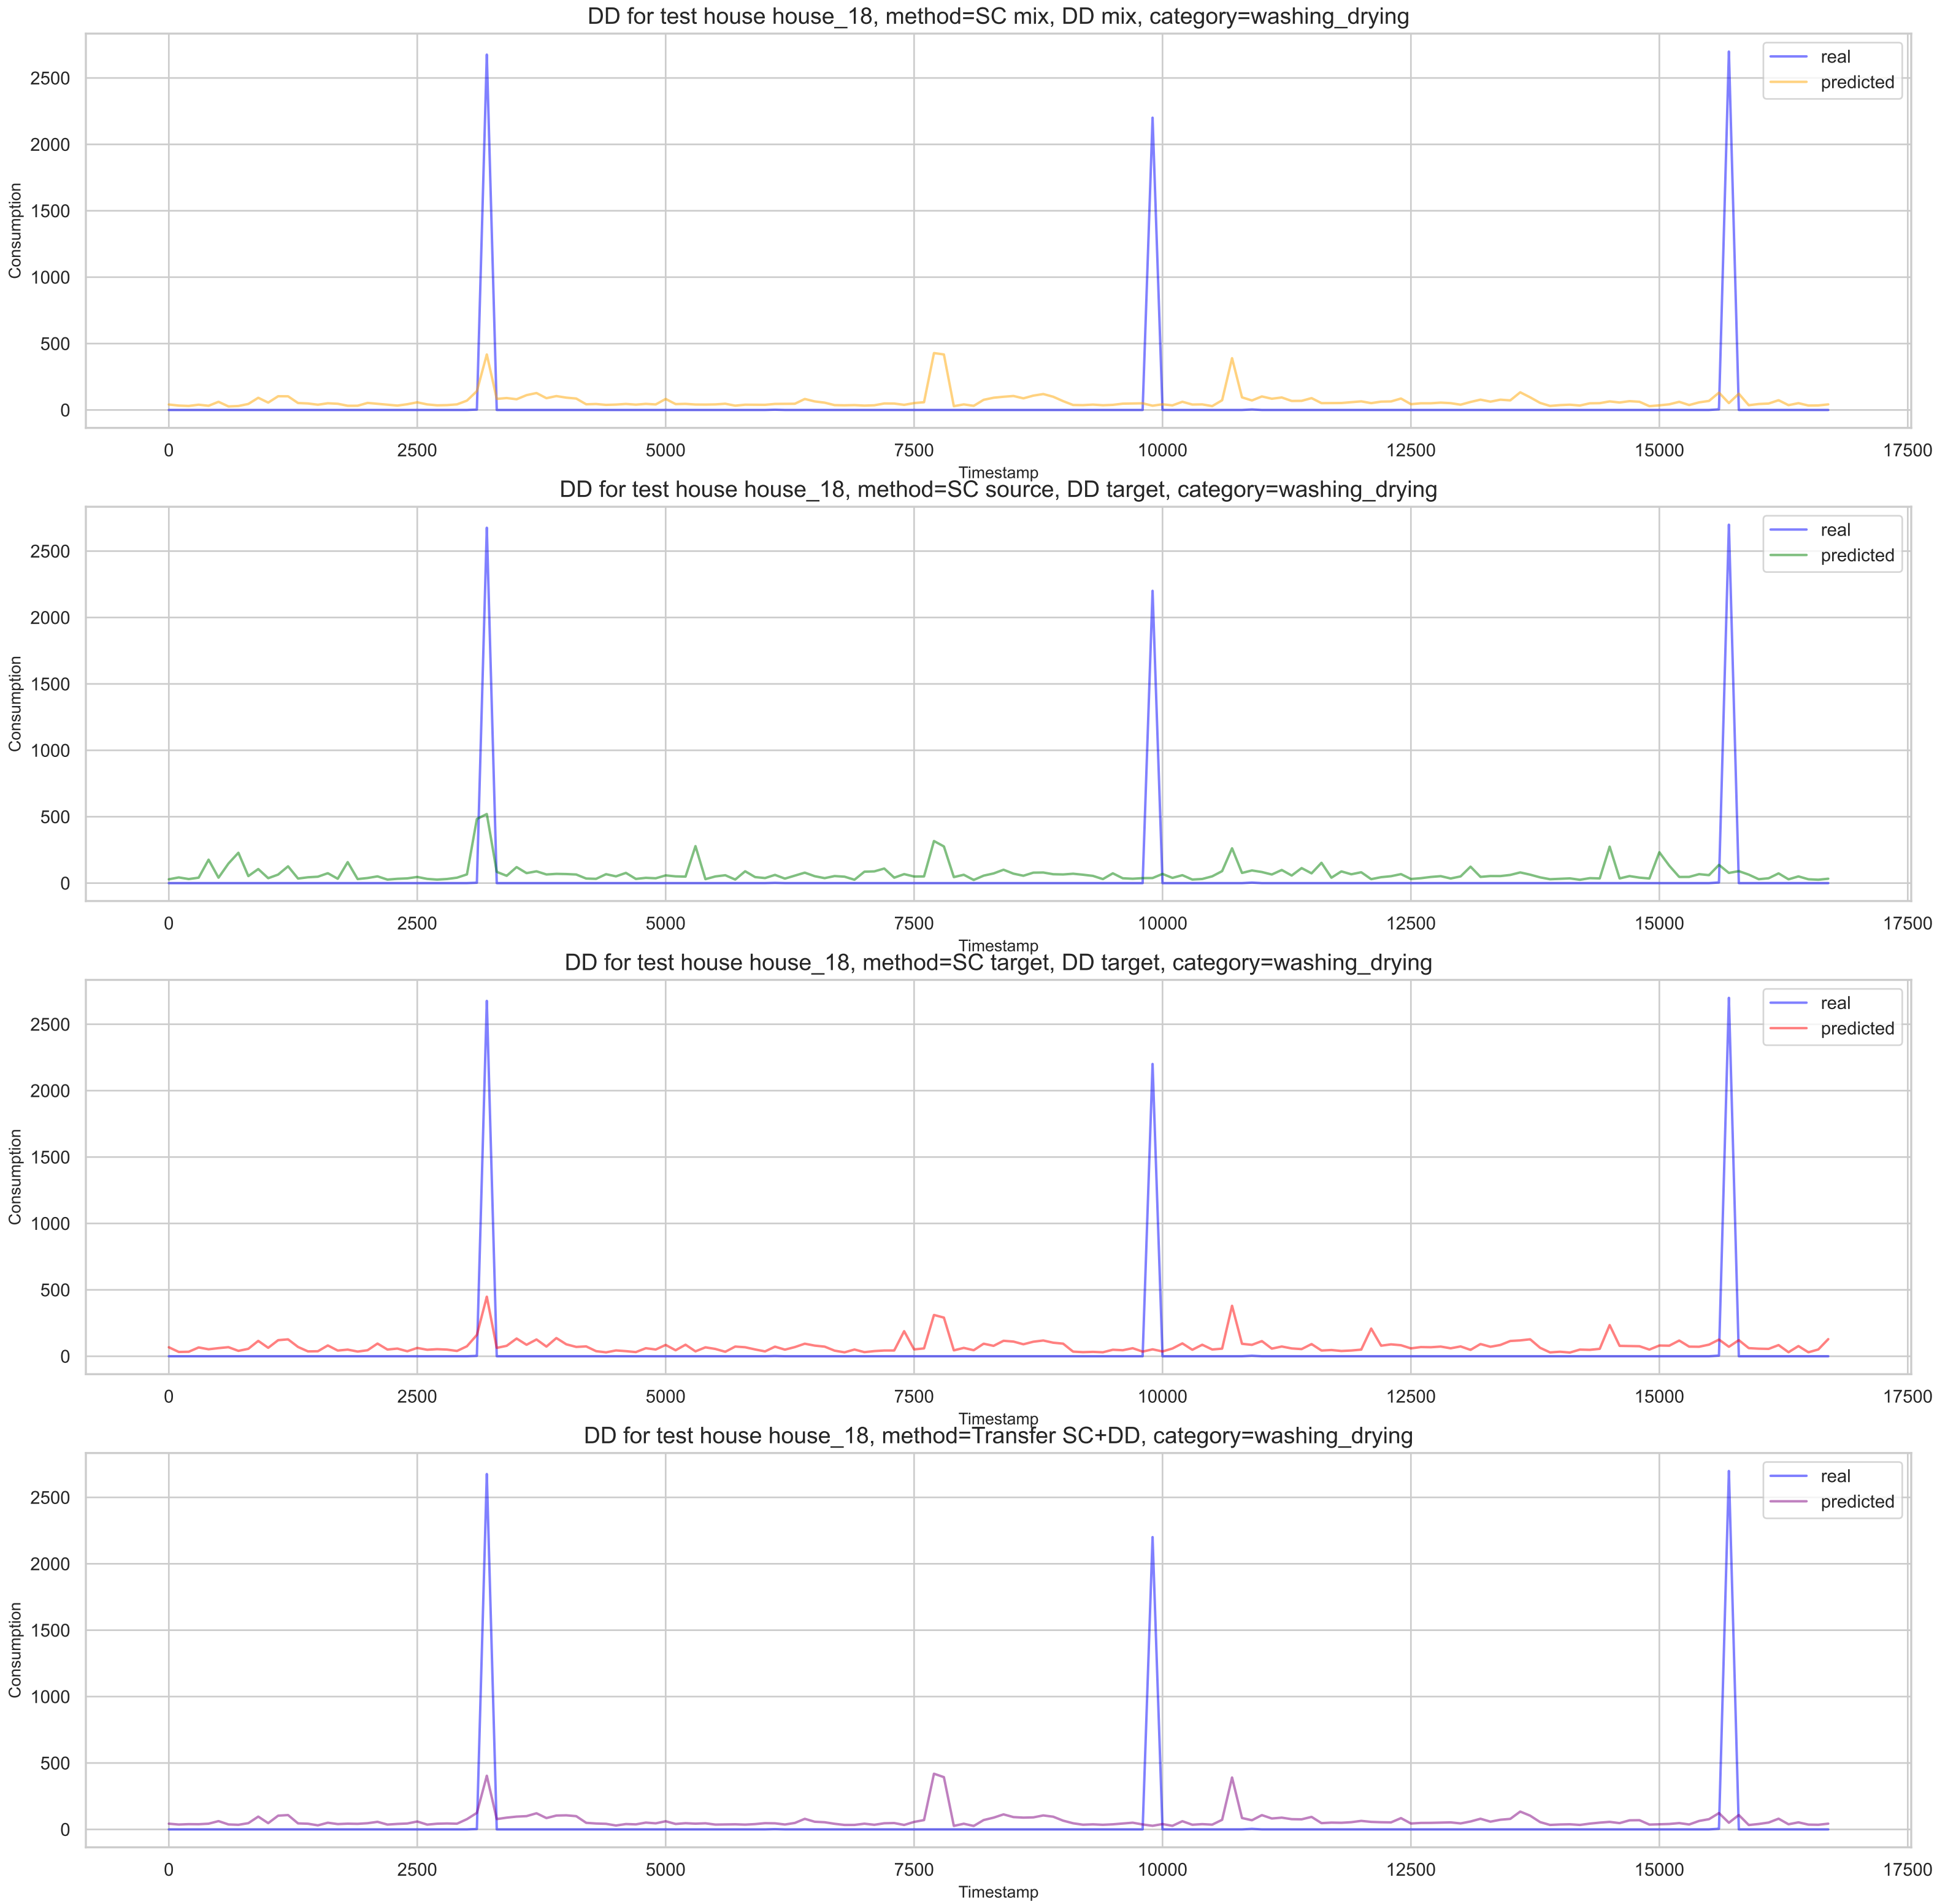 DD for test house house_18, method=SC mix, DD mix, category=washing_drying
real
predicted
2500
2000
1500
1000
500
0
Consumption
0 2500 5000 7500 10000 12500 15000 17500
Timestamp
DD for test house house_18, method=SC source, DD target, category=washing_drying
real
predicted
2500
2000
1500
1000
500
0
Consumption
0 2500 5000 7500 10000 12500 15000 17500
Timestamp
DD for test house house_18, method=SC target, DD target, category=washing_drying
real
predicted
2500
2000
1500
1000
500
0
Consumption
0 2500 5000 7500 10000 12500 15000 17500
Timestamp
DD for test house house_18, method=Transfer SC+DD, category=washing_drying
real
predicted
2500
2000
1500
1000
500
0
Consumption
0 2500 5000 7500 10000 12500 15000 17500
Timestamp